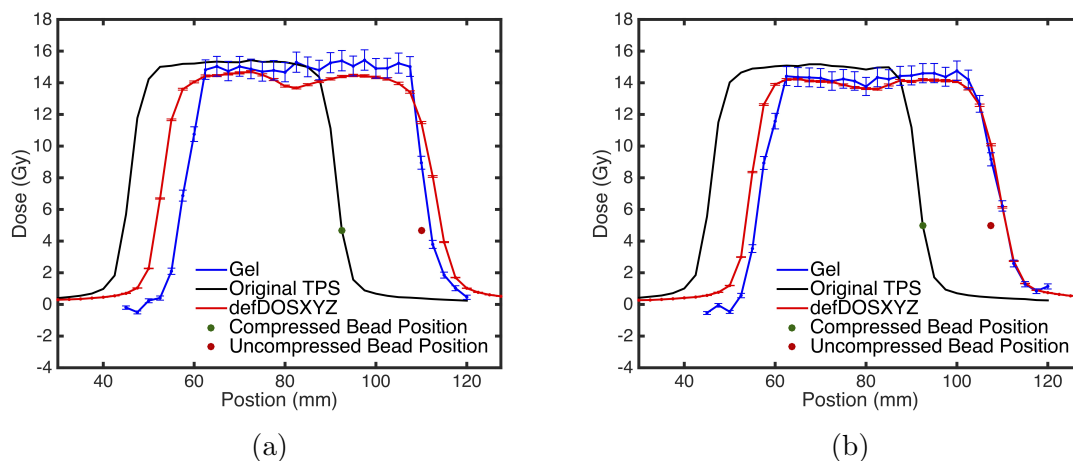 18
16
14
12
10
8
6
4
2
0
-2
-4
Dose (Gy)
40 60 80 100 120
Postion (mm)
Gel
Original TPS
defDOSXYZ
Compressed Bead Position
Uncompressed Bead Position
(a)
18
16
14
12
10
8
6
4
2
0
-2
-4
Dose (Gy)
40 60 80 100 120
Position (mm)
Gel
Original TPS
defDOSXYZ
Compressed Bead Position
Uncompressed Bead Position
(b)